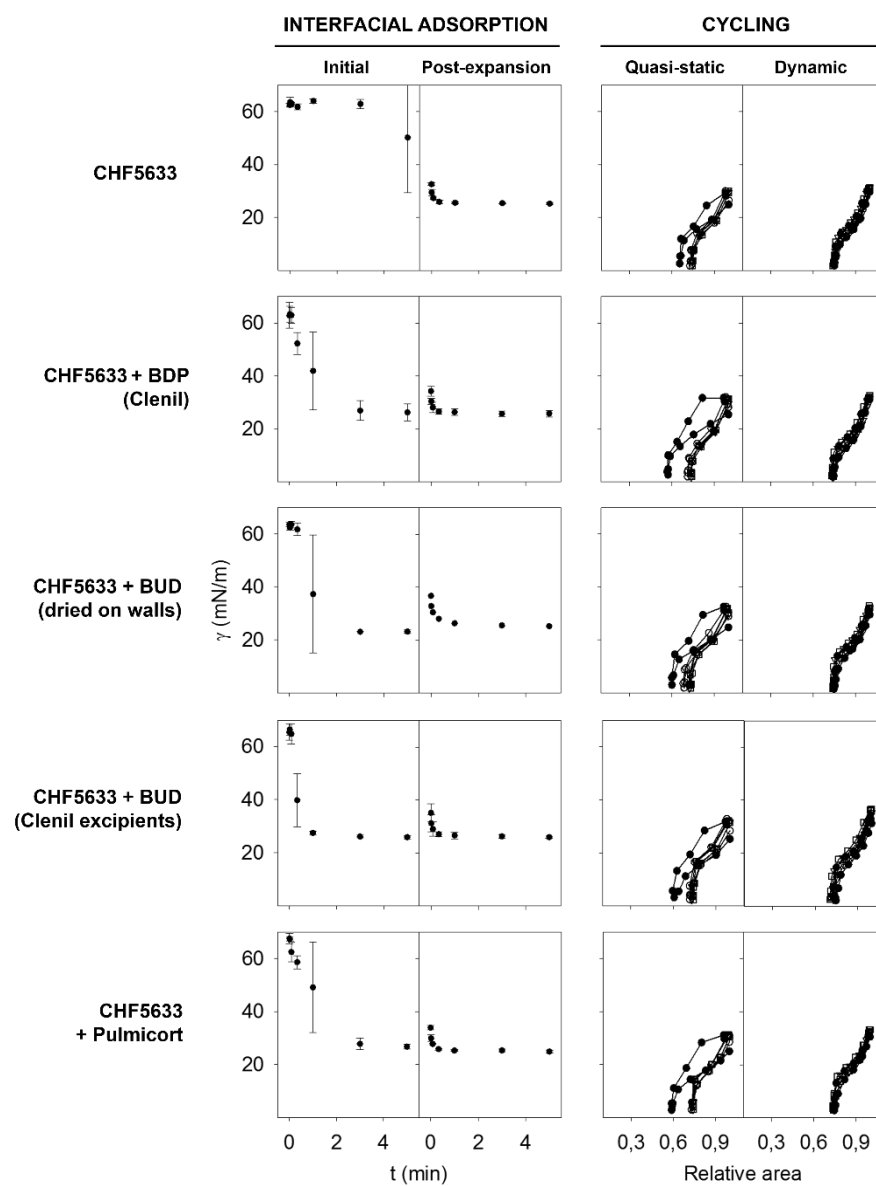 INTERFACIAL ADSORPTION
CYCLING
Initial
Post-expansion
Quasi-static
Dynamic
CHF5633
60
40
20
CHF5633 + BDP
(Clenil)
60
40
20
CHF5633 + BUD
(dried on walls)
60
40
20
γ (mN/m)
CHF5633 + BUD
(Clenil excipients)
60
40
20
CHF5633
+ Pulmicort
60
40
20
0 2 4 0 2 4
0,3 0,6 0,9 0,3 0,6 0,9
t (min)
Relative area